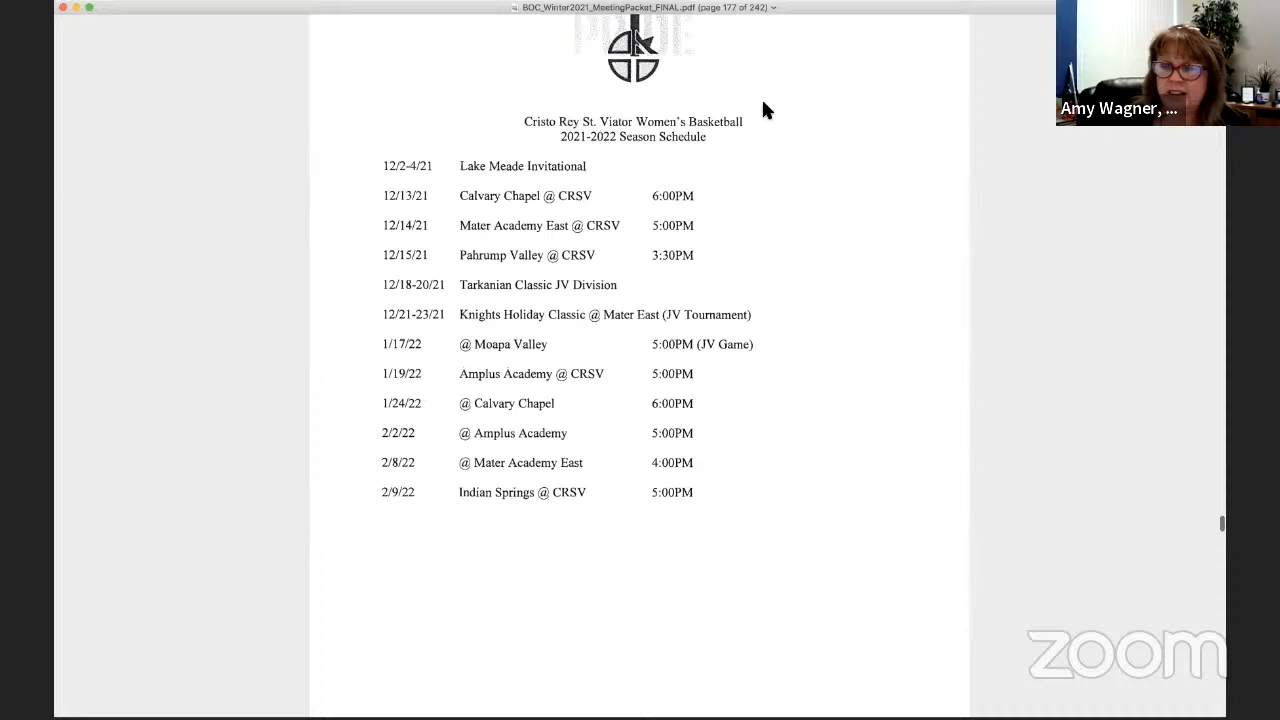 BOC_Winter2021_MeetingPacket_FINAL.pdf (page 177 of 242)
Amy Wagner, ...
Cristo Rey St. Viator Women's Basketball
2021-2022 Season Schedule
12/2-4/21 Lake Meade Invitational
12/13/21 Calvary Chapel @ CRSV 6:00PM
12/14/21 Mater Academy East @ CRSV 5:00PM
12/15/21 Pahrump Valley @ CRSV 3:30PM
12/18-20/21 Tarkanian Classic JV Division
12/21-23/21 Knights Holiday Classic @ Mater East (JV Tournament)
1/17/22 @ Moapa Valley 5:00PM (JV Game)
1/19/22 Amplus Academy @ CRSV 5:00PM
1/24/22 @ Calvary Chapel 6:00PM
2/2/22 @ Amplus Academy 5:00PM
2/8/22 @ Mater Academy East 4:00PM
2/9/22 Indian Springs @ CRSV 5:00PM
zoom